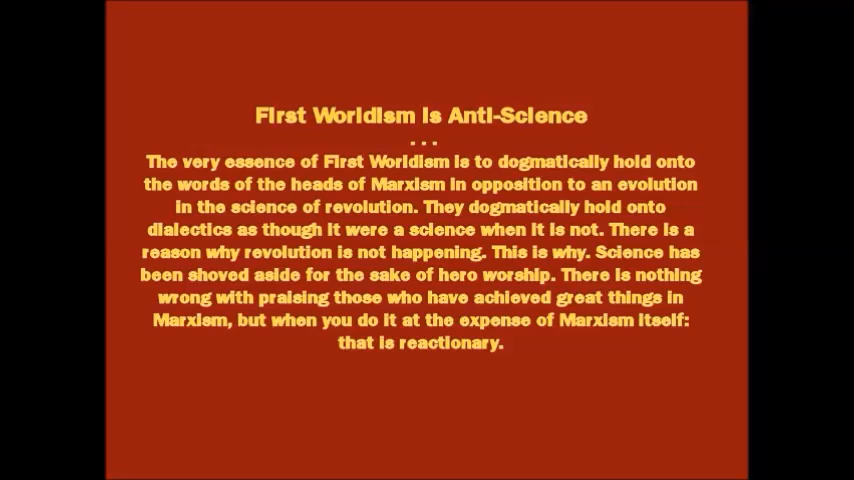 First Worldism is Anti-Science
...
The very essence of First Worldism is to dogmatically hold onto
the words of the heads of Marxism in opposition to an evolution
in the science of revolution. They dogmatically hold onto
dialectics as though it were a science when it is not. There is a
reason why revolution is not happening. This is why. Science has
been shoved aside for the sake of hero worship. There is nothing
wrong with praising those who have achieved great things in
Marxism, but when you do it at the expense of Marxism itself:
that is reactionary.